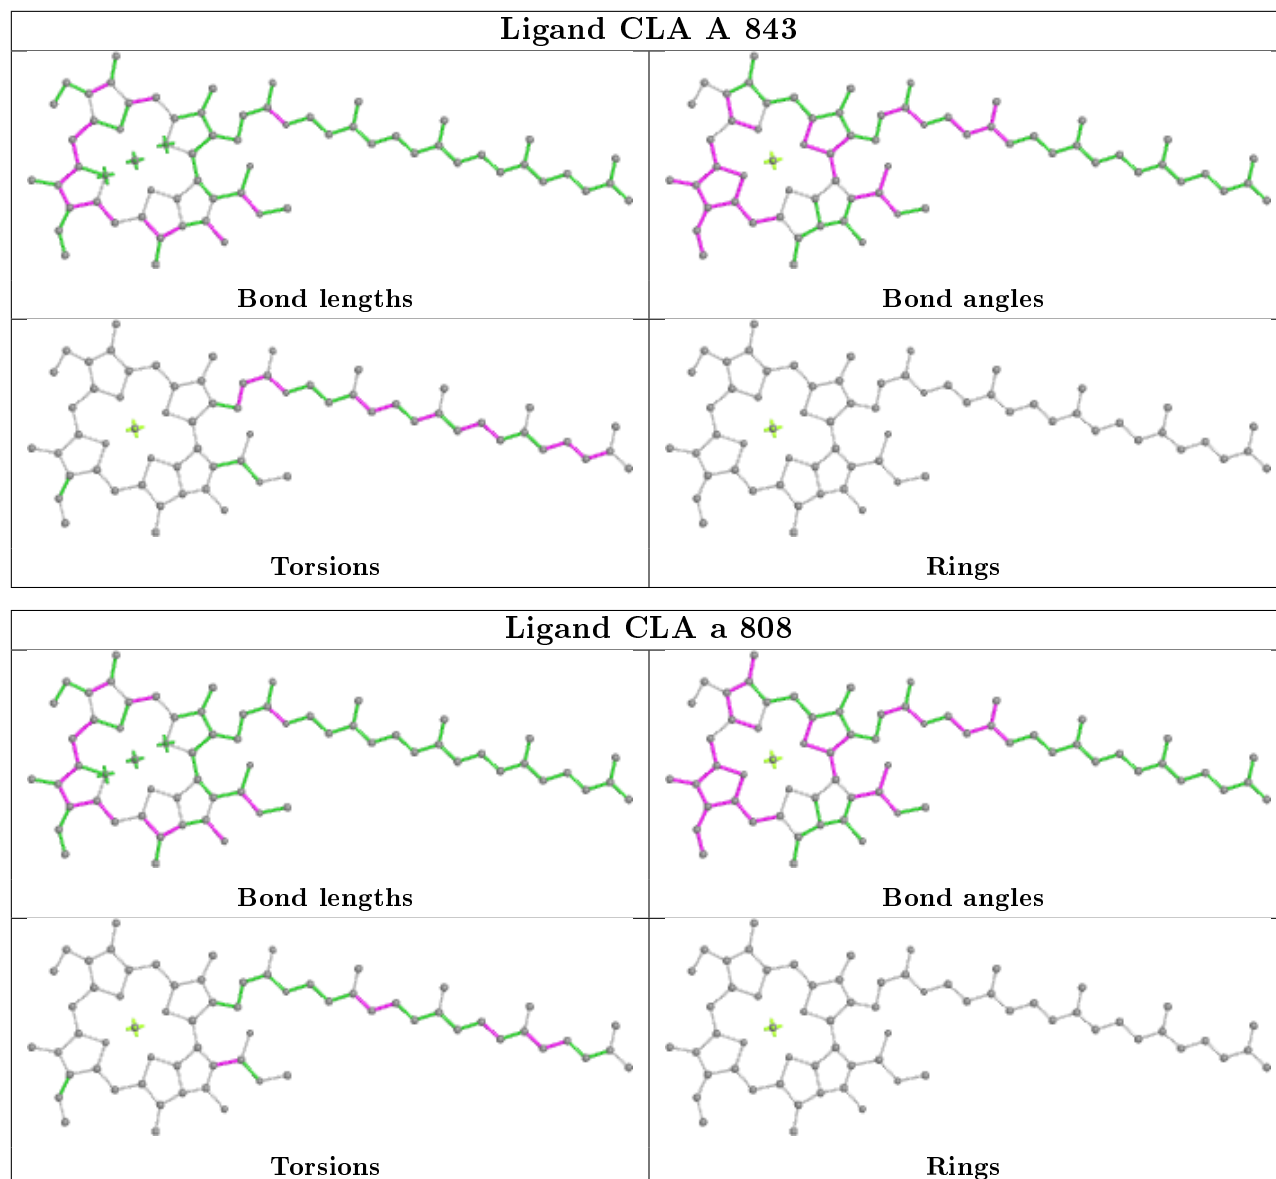 Ligand CLA A 843
Bond lengths
Bond angles
Torsions
Rings
Ligand CLA a 808
Bond lengths
Bond angles
Torsions
Rings